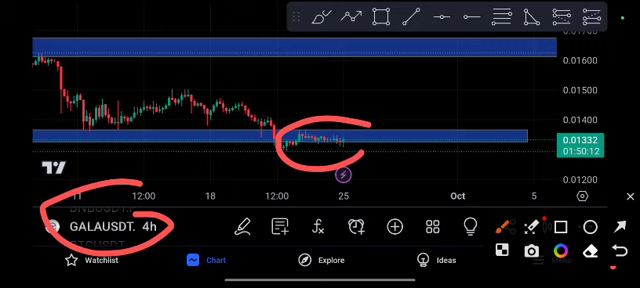 0.01700
0.01600
0.01500
0.01400
0.01332
01:50:12
0.01200
11
12:00
18
12:00
25
Oct
5
GALAUSDT. 4h
Watchlist
Chart
Explore
Ideas
Menu